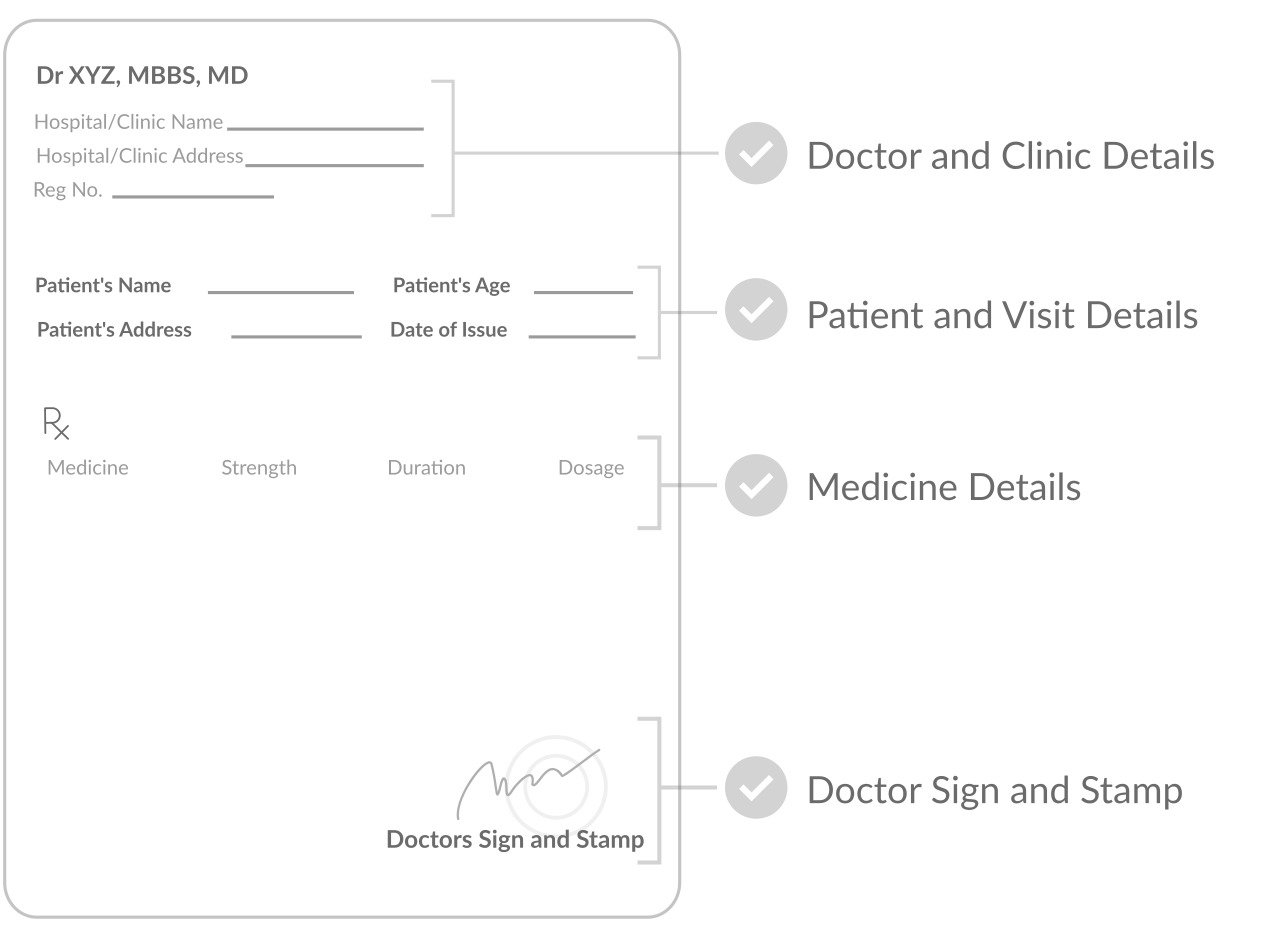 Dr XYZ, MBBS, MD
Hospital/Clinic Name
Hospital/Clinic Address
Reg No.
Doctor and Clinic Details
Patient's Name Patient's Age
Patient's Address Date of Issue
Patient and Visit Details
Rx
Medicine Strength Duration Dosage
Medicine Details
Doctors Sign and Stamp
Doctor Sign and Stamp